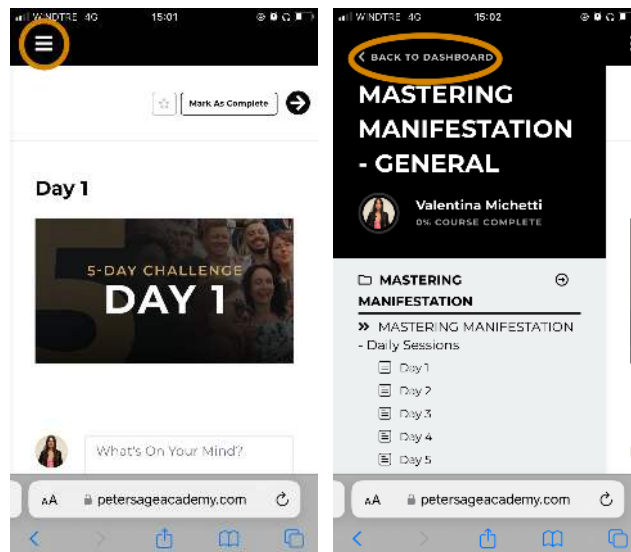 WINDTRE 4G 15:01
Mark As Complete
Day 1
5-DAY CHALLENGE
DAY 1
What's On Your Mind?
AA petersageacademy.com
WINDTRE 4G 15:02
BACK TO DASHBOARD
MASTERING
MANIFESTATION
- GENERAL
Valentina Michetti
0% COURSE COMPLETE
MASTERING
MANIFESTATION
MASTERING MANIFESTATION
- Daily Sessions
Day 1
Day 2
Day 3
Day 4
Day 5
AA petersageacademy.com